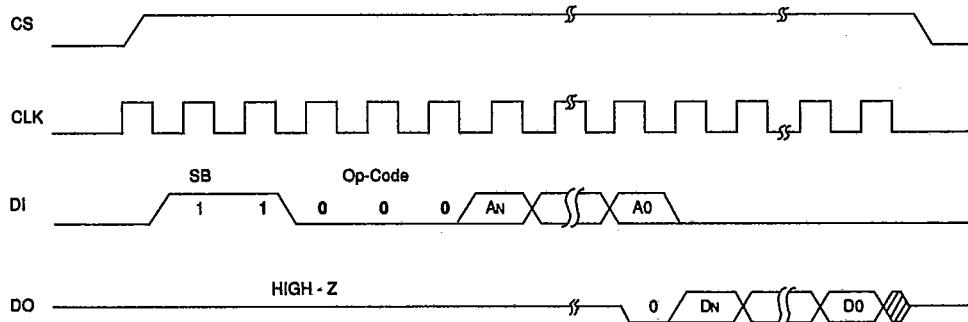 CS
CLK
SB Op-Code
DI 1 1 0 0 0 AN A0
HIGH - Z
DO 0 DN D0